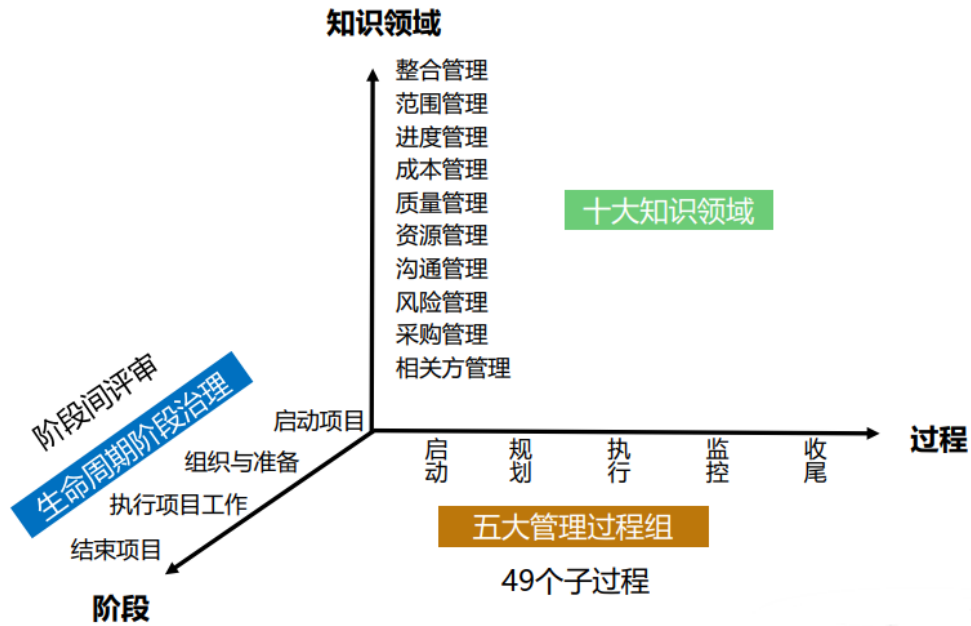 知识领域
整合管理
范围管理
进度管理
成本管理
质量管理
资源管理
沟通管理
风险管理
采购管理
相关方管理
十大知识领域
阶段间评审
生命周期阶段治理
启动项目
组织与准备
执行项目工作
结束项目
阶段
启动
规划
执行
监控
收尾
过程
五大管理过程组
49个子过程